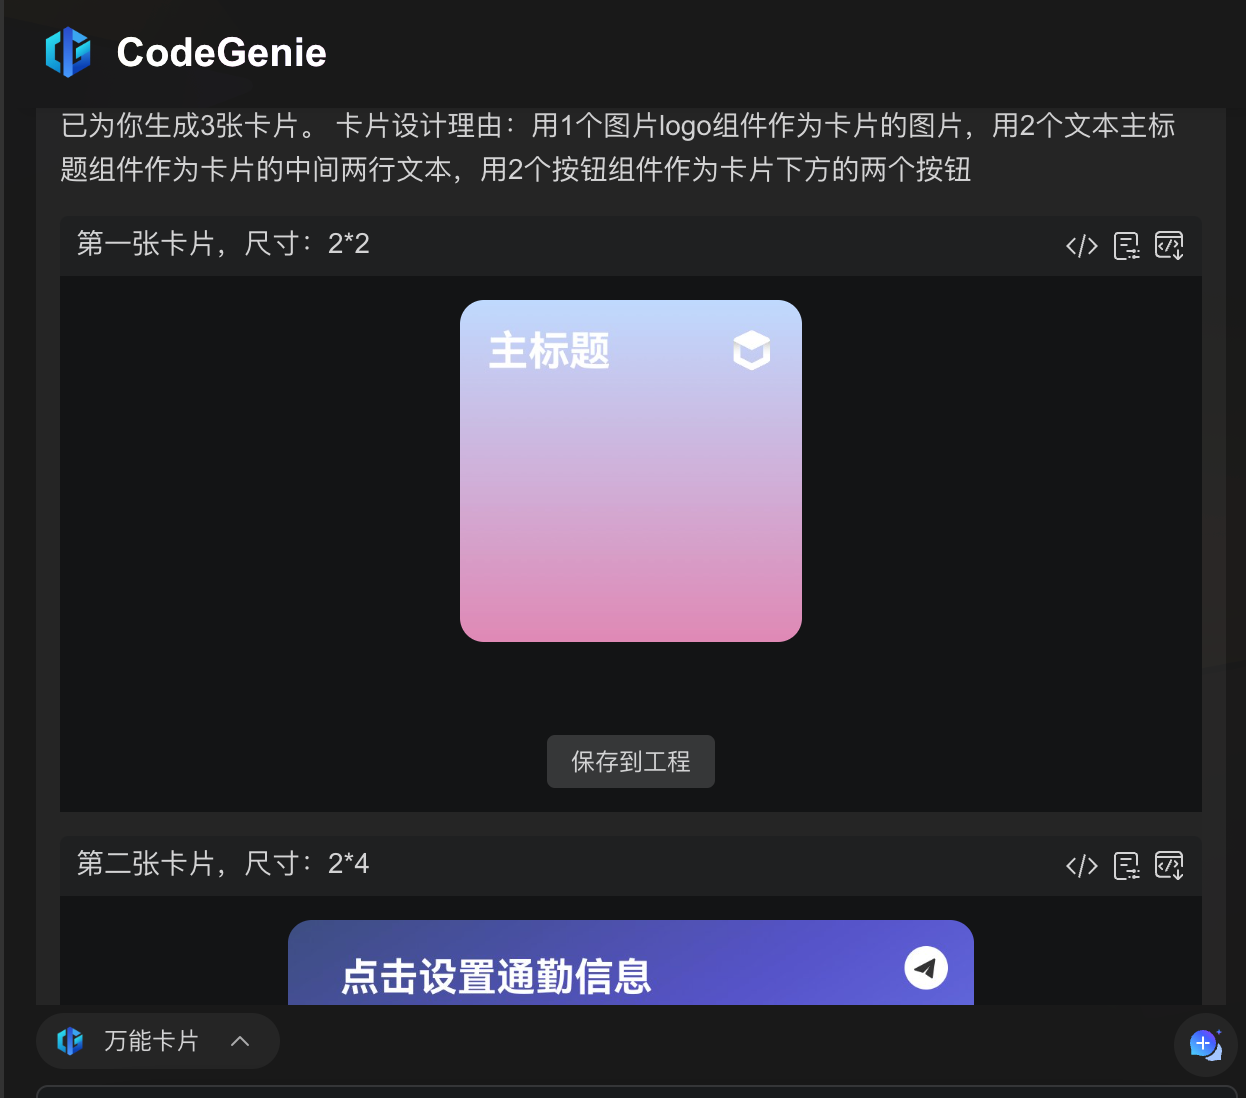 CodeGenie
已为你生成3张卡片。 卡片设计理由：用1个图片logo组件作为卡片的图片，用2个文本主标
题组件作为卡片的中间两行文本，用2个按钮组件作为卡片下方的两个按钮
第一张卡片，尺寸：2*2
主标题
保存到工程
第二张卡片，尺寸：2*4
点击设置通勤信息
万能卡片